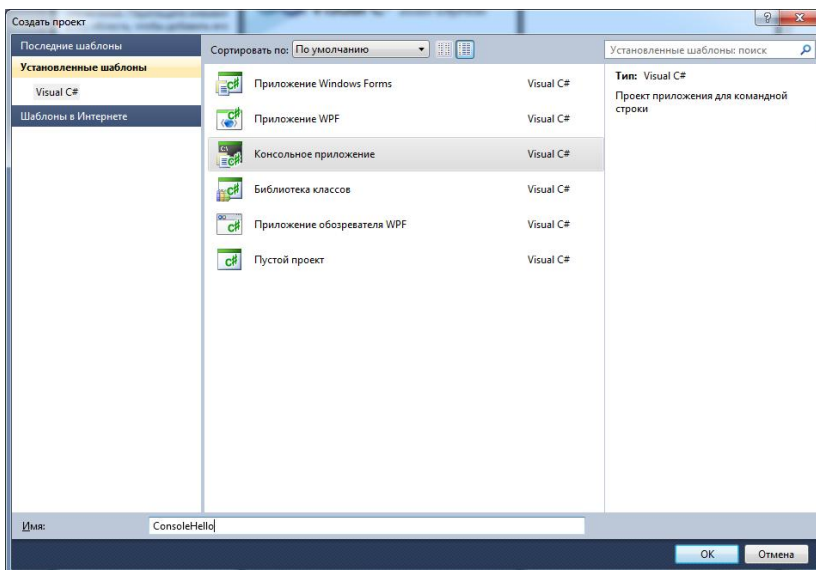 Создать проект
Последние шаблоны
Установленные шаблоны
Visual C#
Шаблоны в Интернете
Сортировать по: По умолчанию
Приложение Windows Forms Visual C#
Приложение WPF Visual C#
Консольное приложение Visual C#
Библиотека классов Visual C#
Приложение обозревателя WPF Visual C#
Пустой проект Visual C#
Установленные шаблоны: поиск
Тип: Visual C#
Проект приложения для командной
строки
Имя: ConsoleHello
OK Отмена